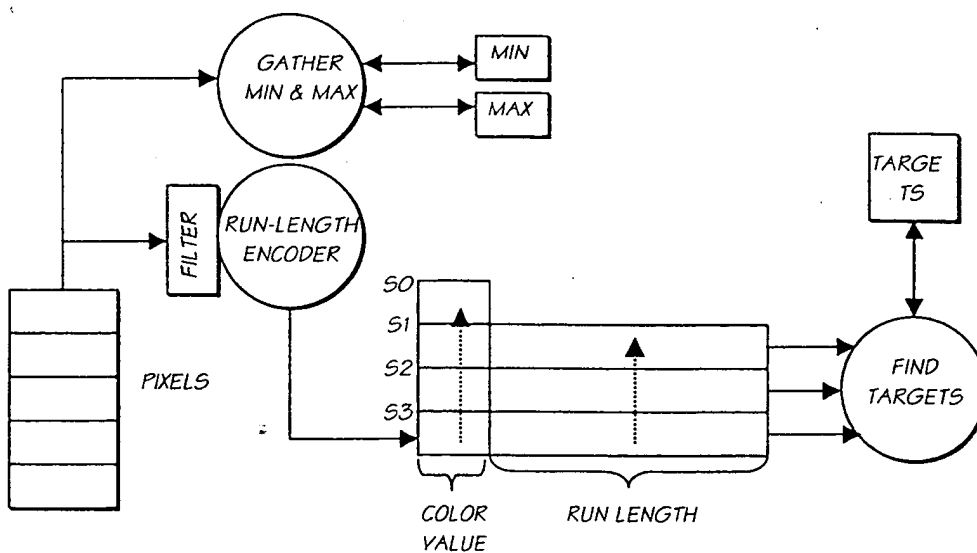 GATHER
MIN & MAX
MIN
MAX
TARGE
TS
FILTER
RUN-LENGTH
ENCODER
S0
S1
S2
S3
PIXELS
FIND
TARGETS
COLOR
VALUE
RUN LENGTH